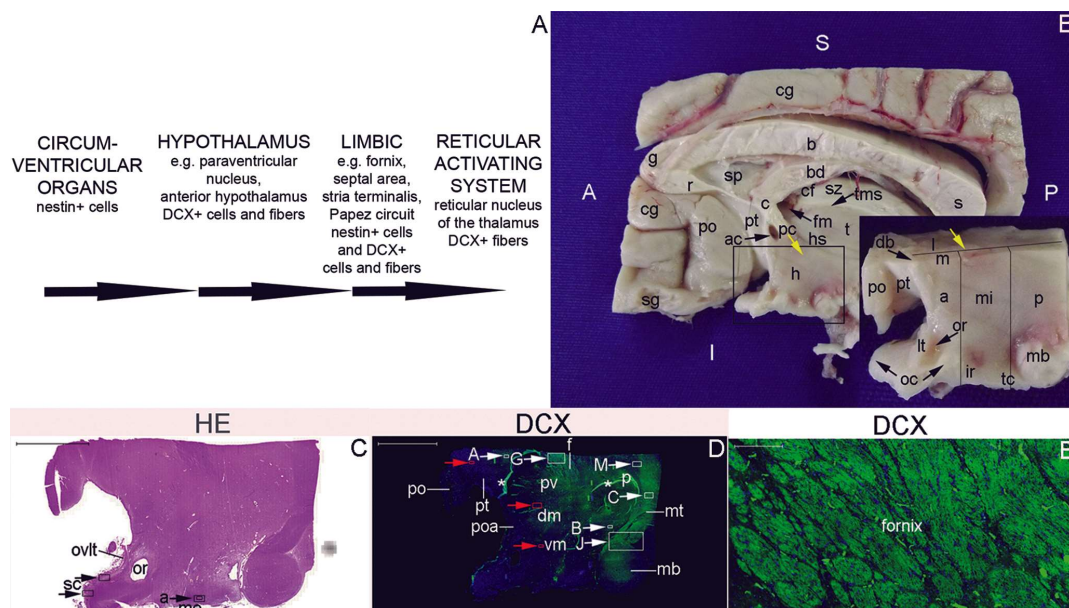 A
CIRCUM-
VENTRICULAR
ORGANS
nestin+ cells
HYPOTHALAMUS
e.g. paraventricular
nucleus,
anterior hypothalamus
DCX+ cells and fibers
LIMBIC
e.g. fornix,
septal area,
stria terminalis,
Papez circuit
nestin+ cells
and DCX+
cells and fibers
RETICULAR
ACTIVATING
SYSTEM
reticular nucleus
of the thalamus
DCX+ fibers
S
cg
b
g
sp
bd
r
cf
sz
tms
A
P
c
s
cg
po
pt
fm
t
ac
pc
hs
h
sg
I
db
l
m
po
pt
a
mi
p
or
lt
mb
oc
ir
tc
HE
C
ovlt
or
sc
a
DCX
D
A
G
f
M
po
pt
*
pv
*
p
C
mt
dm
poa
B
vm
J
mb
DCX
fornix